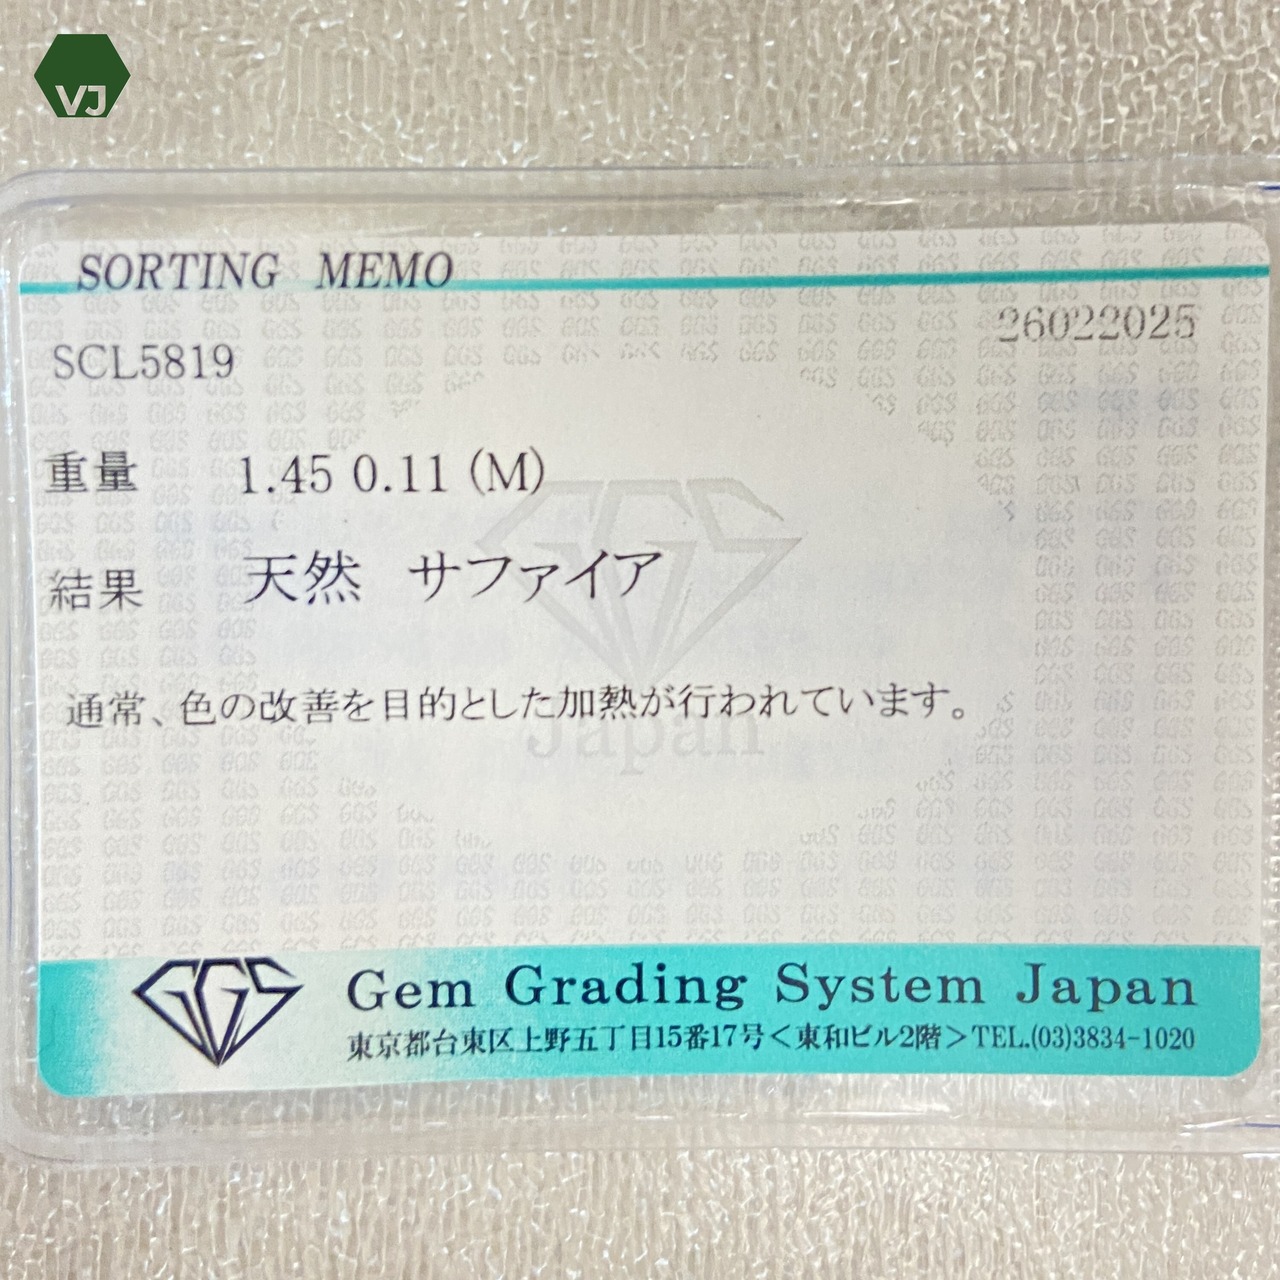 VJ
SORTING MEMO
26022025
SCL5819
重量 1.45 0.11 (M)
結果 天然 サファイア
通常、色の改善を目的とした加熱が行われています。
GGS
Japan
GGS
Gem Grading System Japan
東京都台東区上野五丁目15番17号<東和ビル2階>TEL.(03)3834-1020